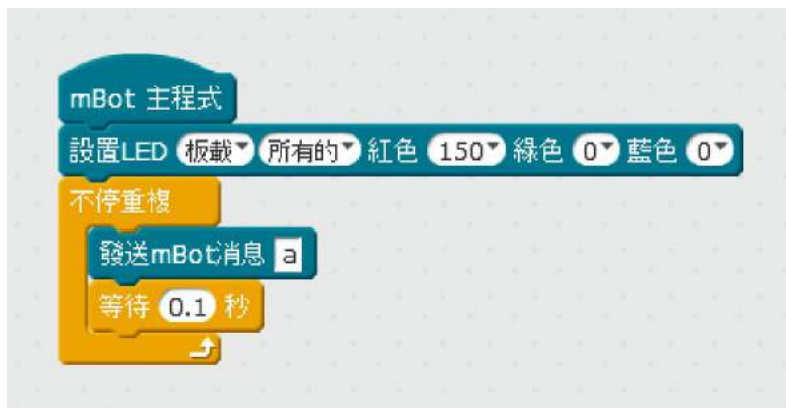 mBot 主程式
設置LED 板載 所有的 紅色 150 綠色 0 藍色 0
不停重複
發送mBot消息 a
等待 0.1 秒